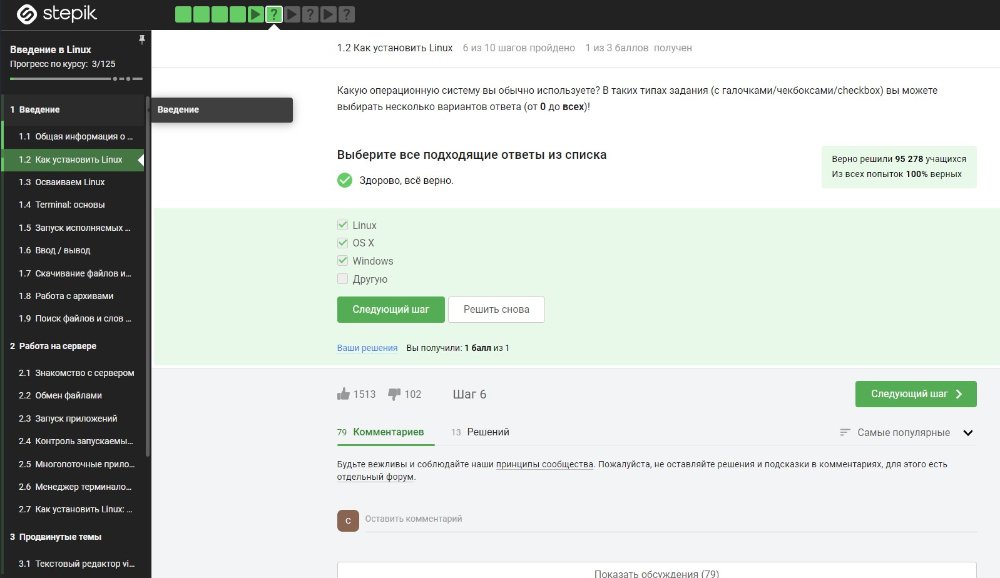 stepik
Введение в Linux
Прогресс по курсу: 3/125
1 Введение
1.1 Общая информация о ...
1.2 Как установить Linux
1.3 Осваиваем Linux
1.4 Terminal: основы
1.5 Запуск исполняемых ...
1.6 Ввод / вывод
1.7 Скачивание файлов и...
1.8 Работа с архивами
1.9 Поиск файлов и слов ...
2 Работа на сервере
2.1 Знакомство с сервером
2.2 Обмен файлами
2.3 Запуск приложений
2.4 Контроль запускаемы...
2.5 Многопоточные прило...
2.6 Менеджер терминало...
2.7 Как установить Linux: ...
3 Продвинутые темы
3.1 Текстовый редактор vi...
Введение
1.2 Как установить Linux 6 из 10 шагов пройдено 1 из 3 баллов получен
Какую операционную систему вы обычно используете? В таких типах задания (с галочками/чекбоксами/checkbox) вы можете
выбирать несколько вариантов ответа (от 0 до всех)!
Выберите все подходящие ответы из списка
Здорово, всё верно.
Верно решили 95 278 учащихся
Из всех попыток 100% верных
Linux
OS X
Windows
Другую
Следующий шаг Решить снова
Ваши решения Вы получили: 1 балл из 1
1513 102 Шаг 6 Следующий шаг
79 Комментариев 13 Решений Самые популярные
Будьте вежливы и соблюдайте наши принципы сообщества. Пожалуйста, не оставляйте решения и подсказки в комментариях, для этого есть
отдельный форум.
C Оставить комментарий
Показать обсуждения (79)